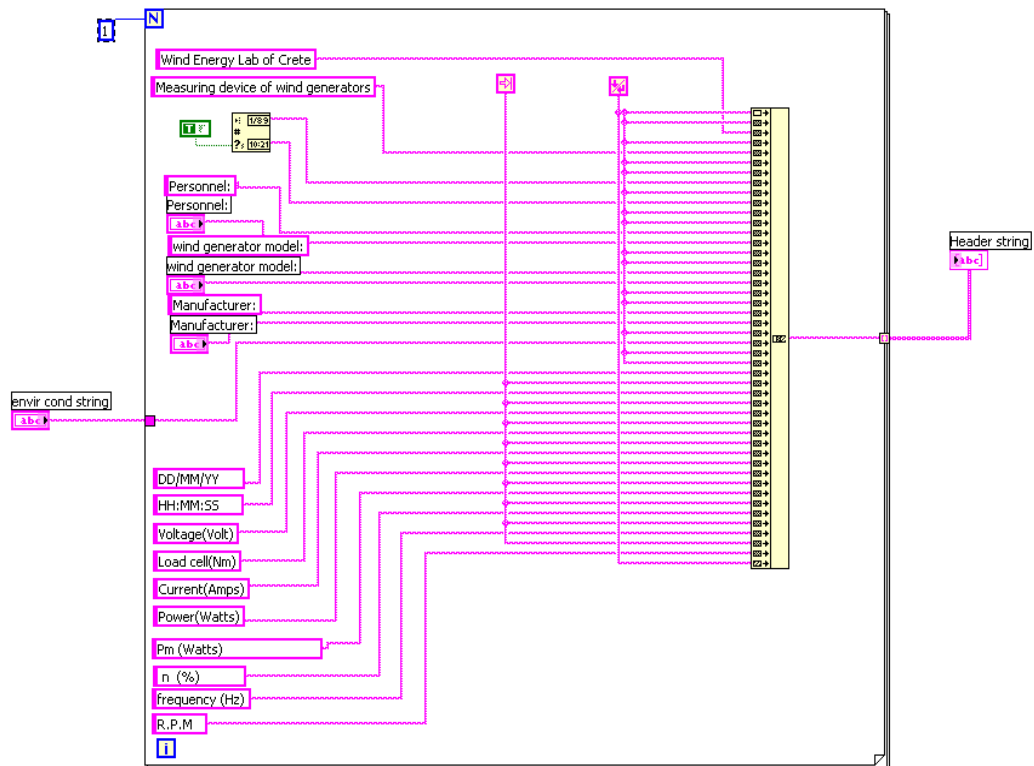 1
N
Wind Energy Lab of Crete
Measuring device of wind generators
T
1/89
#
?
10:21
Personnel:
Personnel:
abc
wind generator model:
wind generator model:
abc
Manufacturer:
Manufacturer:
abc
Header string
abc
envir cond string
abc
DD/MM/YY
HH:MM:SS
Voltage(Volt)
Load cell(Nm)
Current(Amps)
Power(Watts)
Pm (Watts)
n (%)
frequency (Hz)
R.P.M
i